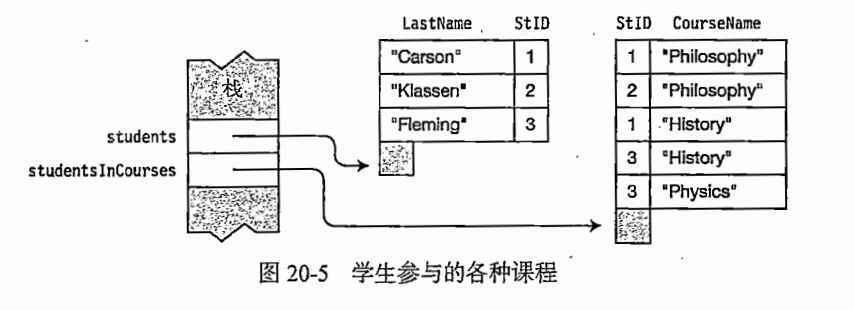 LastName StID StID CourseName
"Carson" 1 1 "Philosophy"
栈 "Klassen" 2 2 "Philosophy"
"Fleming" 3 1 "History"
students 3 "History"
studentsInCourses 3 "Physics"
图 20-5 学生参与的各种课程